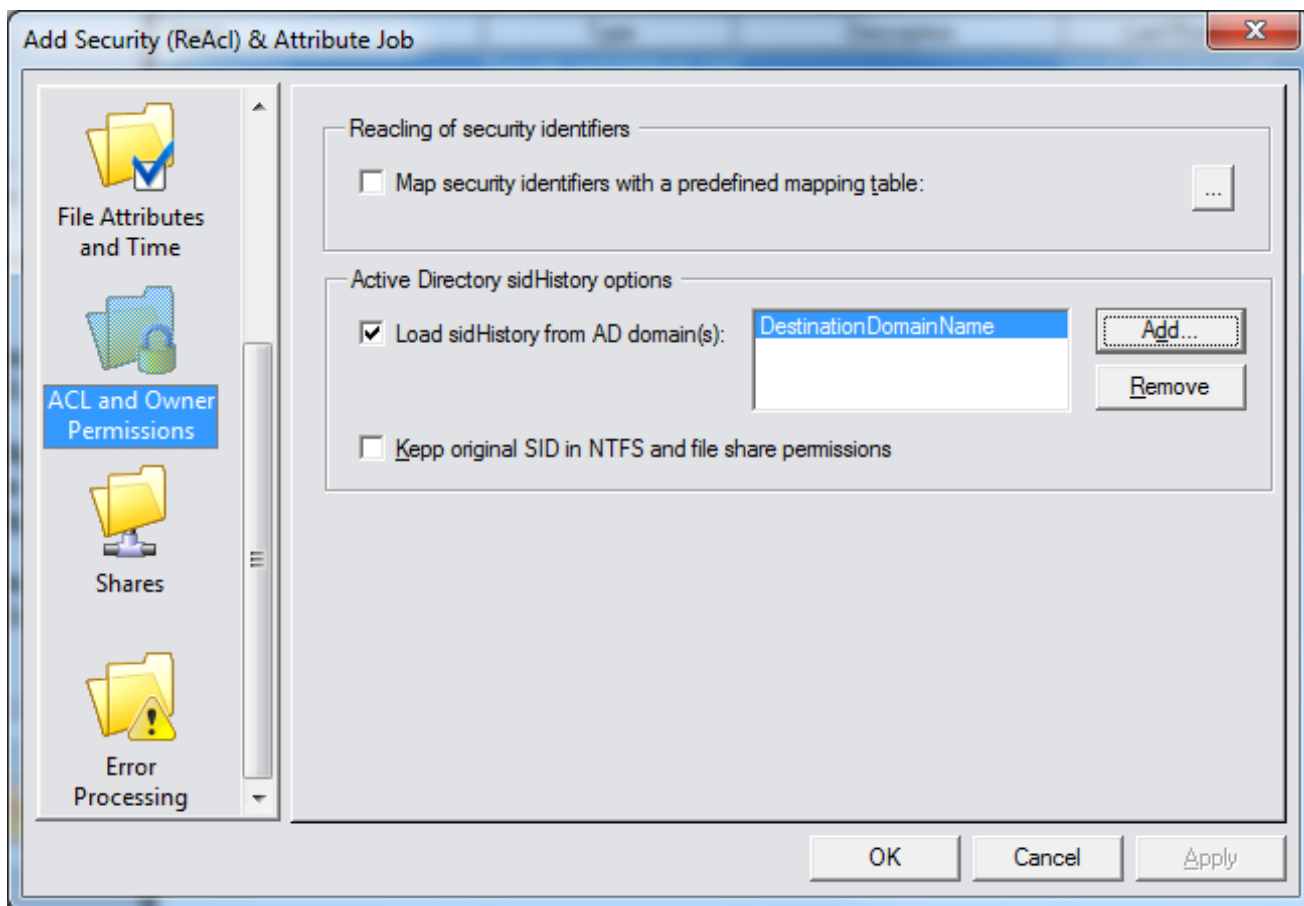 Add Security (ReAcl) & Attribute Job
File Attributes
and Time
ACL and Owner
Permissions
Shares
Error
Processing
Reacling of security identifiers
Map security identifiers with a predefined mapping table:
...
Active Directory sidHistory options
Load sidHistory from AD domain(s):
DestinationDomainName
Add...
Remove
Kepp original SID in NTFS and file share permissions
OK
Cancel
Apply